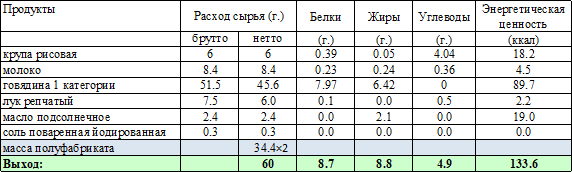 Продукты Расход сырья (г.) Белки Жиры Углеводы Энергетическая ценность
брутто нетто (г.) (г.) (г.) (ккал)
крупа рисовая 6 6 0.39 0.05 4.04 18.2
молоко 8.4 8.4 0.23 0.24 0.36 4.5
говядина 1 категории 51.5 45.6 7.97 6.42 0 89.7
лук репчатый 7.5 6.0 0.1 0.0 0.5 2.2
масло подсолнечное 2.4 2.4 0.0 2.1 0.0 19.0
соль поваренная йодированная 0.3 0.3 0.0 0.0 0.0 0.0
масса полуфабриката 34.4×2
Выход: 60 8.7 8.8 4.9 133.6